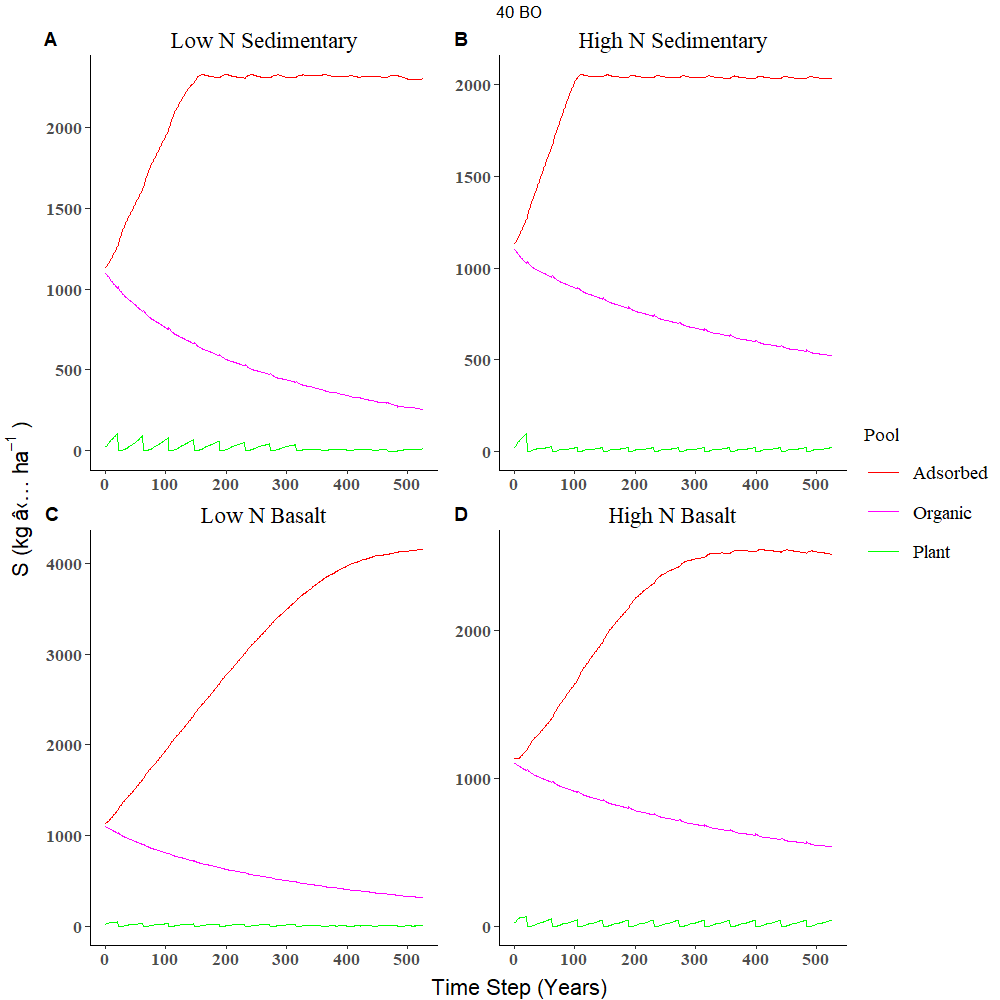 40 BO
A
Low N Sedimentary
B
High N Sedimentary
2000
1500
1000
500
0
0 100 200 300 400 500
2000
1500
1000
500
0
0 100 200 300 400 500
C
Low N Basalt
D
High N Basalt
4000
3000
2000
1000
0
0 100 200 300 400 500
2000
1000
0
0 100 200 300 400 500
S (kg â‹… ha⁻¹ )
Time Step (Years)
Pool
Adsorbed
Organic
Plant